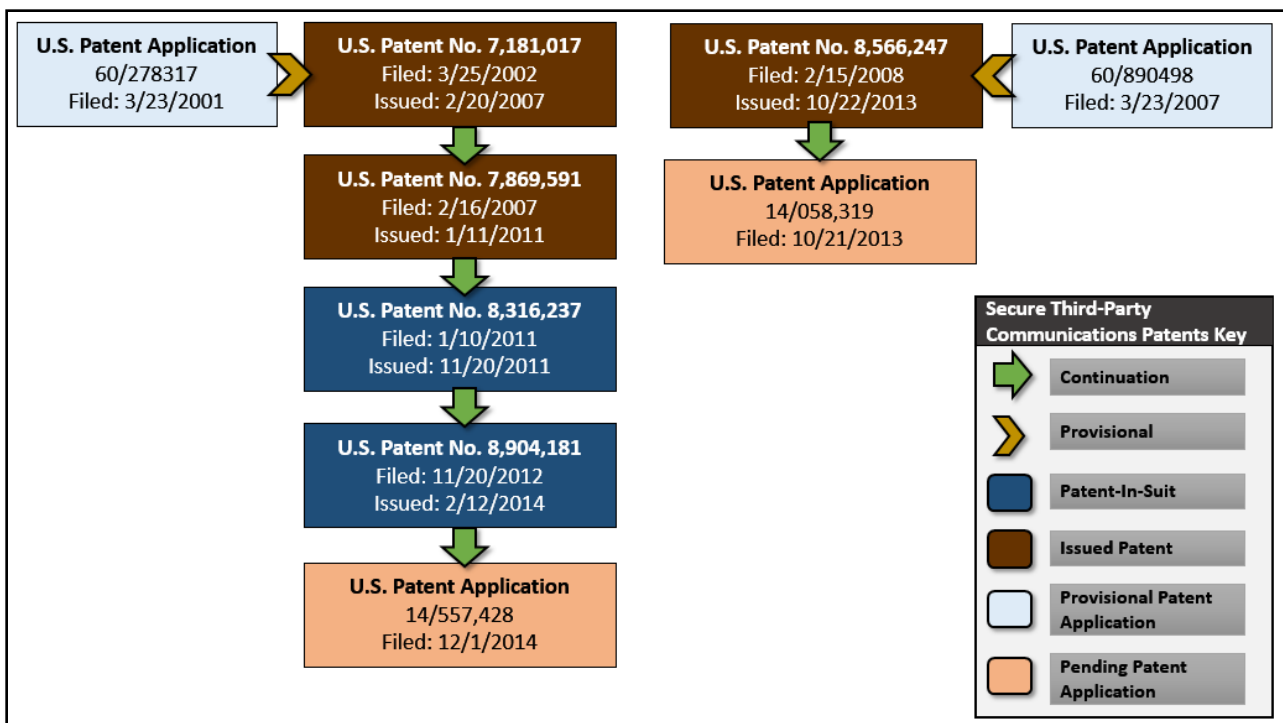 U.S. Patent Application
60/278317
Filed: 3/23/2001
U.S. Patent No. 7,181,017
Filed: 3/25/2002
Issued: 2/20/2007
U.S. Patent No. 7,869,591
Filed: 2/16/2007
Issued: 1/11/2011
U.S. Patent No. 8,316,237
Filed: 1/10/2011
Issued: 11/20/2011
U.S. Patent No. 8,904,181
Filed: 11/20/2012
Issued: 2/12/2014
U.S. Patent Application
14/557,428
Filed: 12/1/2014
U.S. Patent No. 8,566,247
Filed: 2/15/2008
Issued: 10/22/2013
U.S. Patent Application
60/890498
Filed: 3/23/2007
U.S. Patent Application
14/058,319
Filed: 10/21/2013
Secure Third-Party
Communications Patents Key
Continuation
Provisional
Patent-In-Suit
Issued Patent
Provisional Patent
Application
Pending Patent
Application